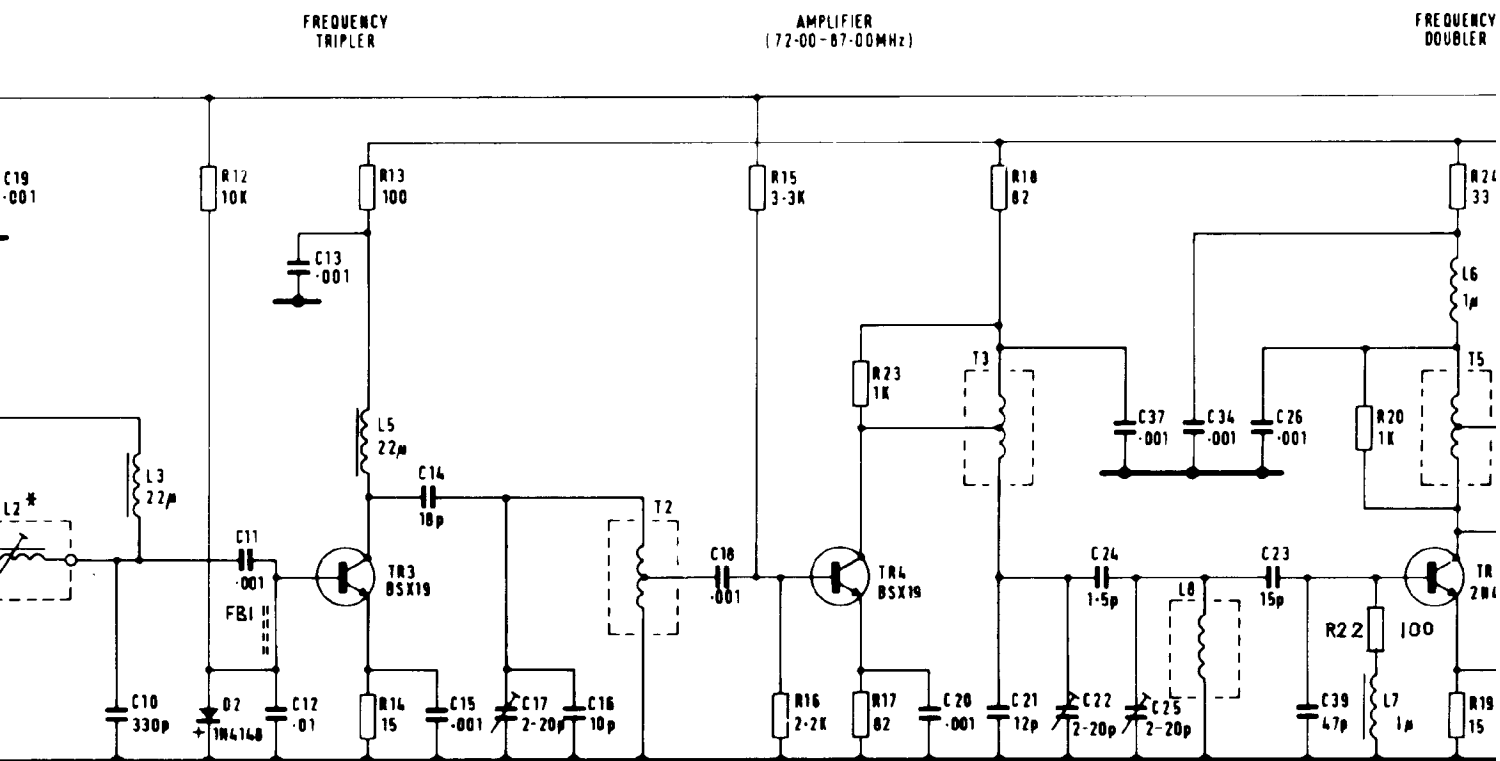 FREQUENCY
TRIPLER
AMPLIFIER
(72·00-87·00MHz)
FREQUENCY
DOUBLER
C19
·001
R12
10K
R13
100
R15
3·3K
R18
82
R24
33
C13
·001
L6
1µ
T3
T5
R23
1K
L5
22µ
C37
·001
C34
·001
C26
·001
R20
1K
L3
22µ
L2*
C14
18p
T2
C11
·001
TR3
BSX19
C18
·001
TR4
BSX19
C24
1·5p
L8
C23
15p
TR
2N4
FB1
R22 100
C10
330p
D2
+ 1N4148
C12
·01
R14
15
C15
·001
C17
2-20p
C16
10p
R16
2·2K
R17
82
C20
·001
C21
12p
C22
2-20p
C25
2-20p
C39
47p
L7
1µ
R19
15